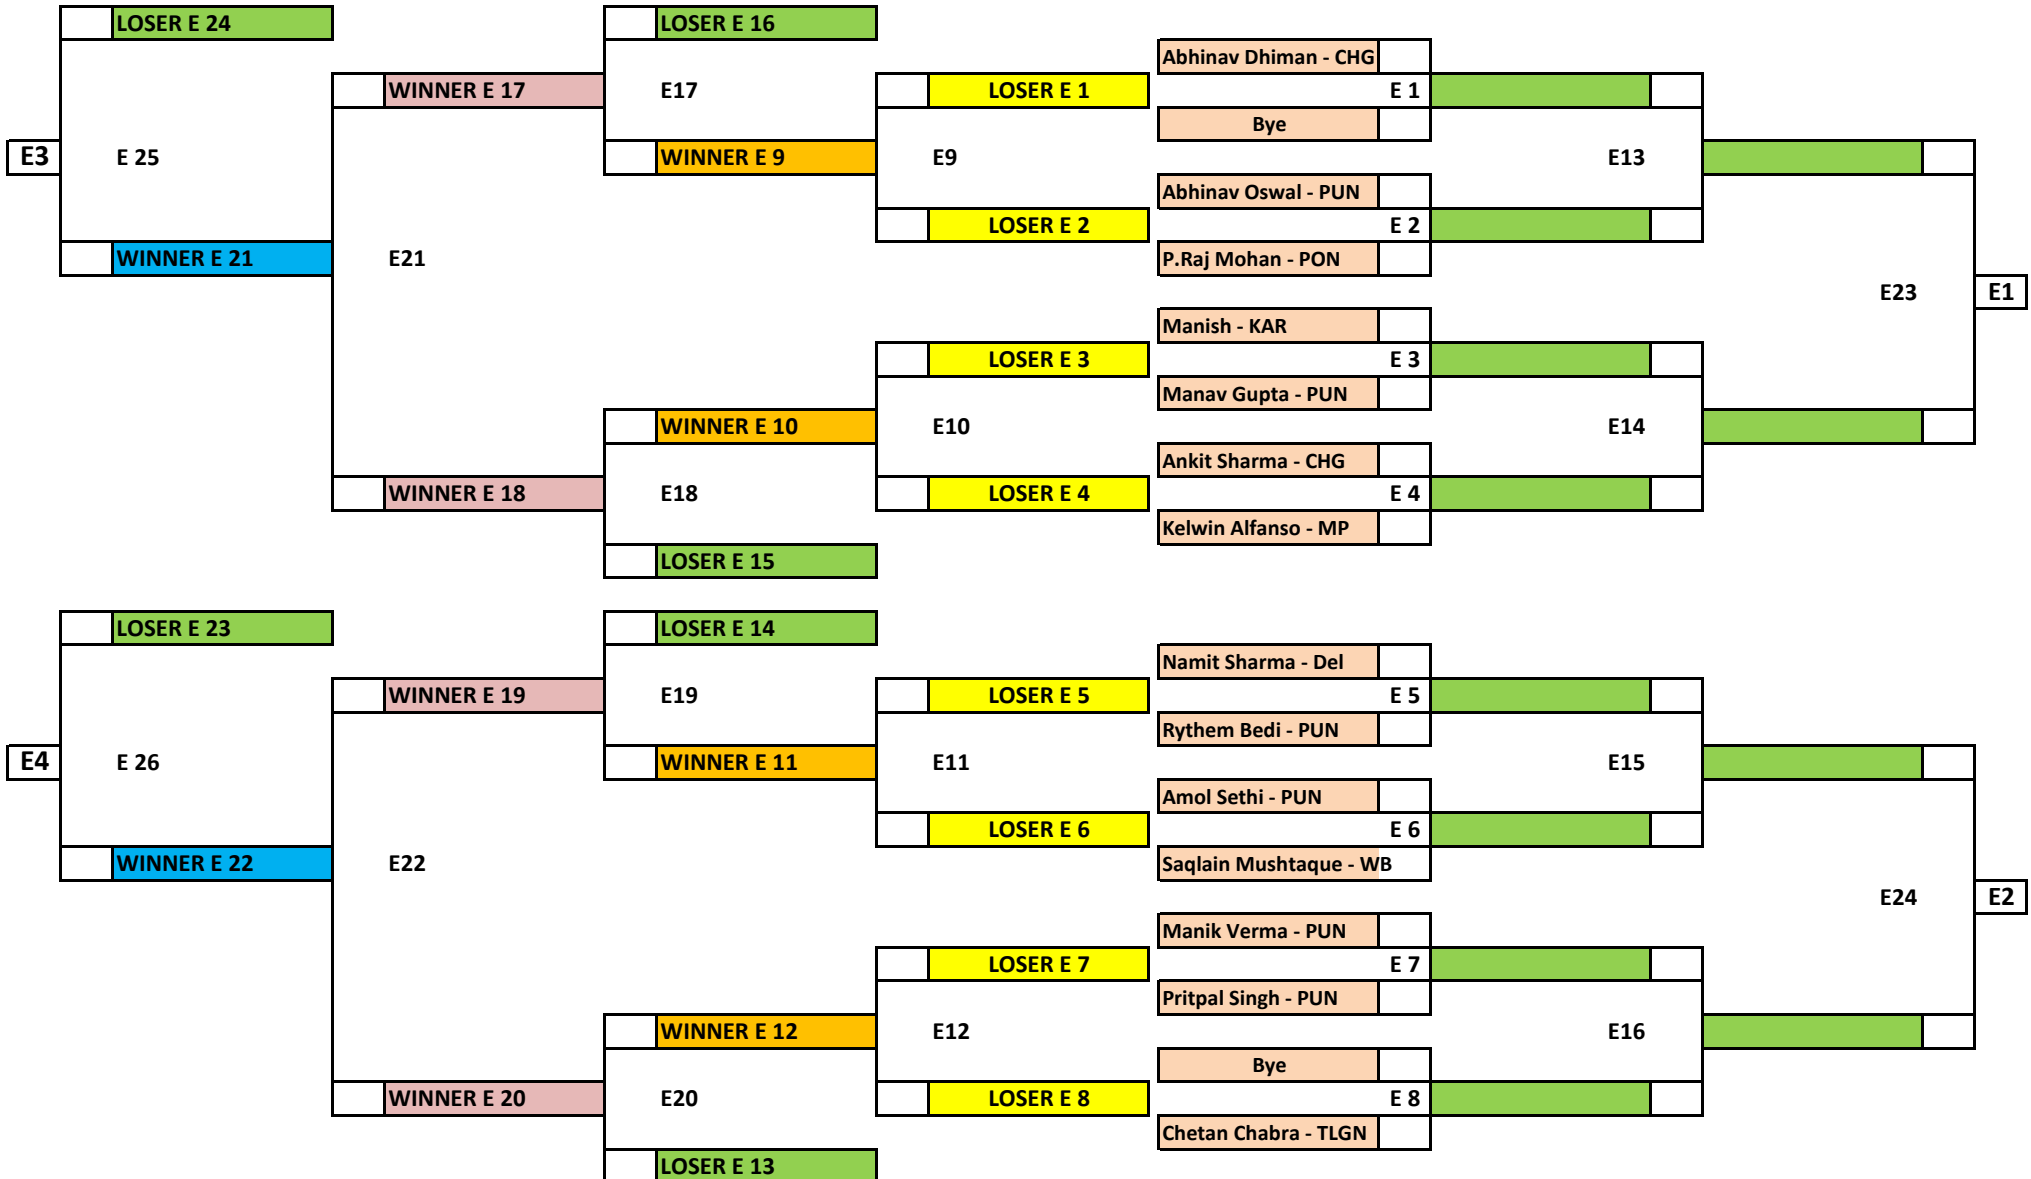 LOSER E 24 LOSER E 16
Abhinav Dhiman - CHG
WINNER E 17 E17 LOSER E 1 E 1
Bye
E3 E 25 WINNER E 9 E9 E13
Abhinav Oswal - PUN
LOSER E 2 E 2
WINNER E 21 E21 P.Raj Mohan - PON
E23 E1
Manish - KAR
LOSER E 3 E 3
Manav Gupta - PUN
WINNER E 10 E10 E14
Ankit Sharma - CHG
WINNER E 18 E18 LOSER E 4 E 4
Kelwin Alfanso - MP
LOSER E 15
LOSER E 23 LOSER E 14
Namit Sharma - Del
WINNER E 19 E19 LOSER E 5 E 5
Rythem Bedi - PUN
E4 E 26 WINNER E 11 E11 E15
Amol Sethi - PUN
LOSER E 6 E 6
WINNER E 22 E22 Saqlain Mushtaque - WB
E24 E2
Manik Verma - PUN
LOSER E 7 E 7
Pritpal Singh - PUN
WINNER E 12 E12 E16
Bye
WINNER E 20 E20 LOSER E 8 E 8
Chetan Chabra - TLGN
LOSER E 13